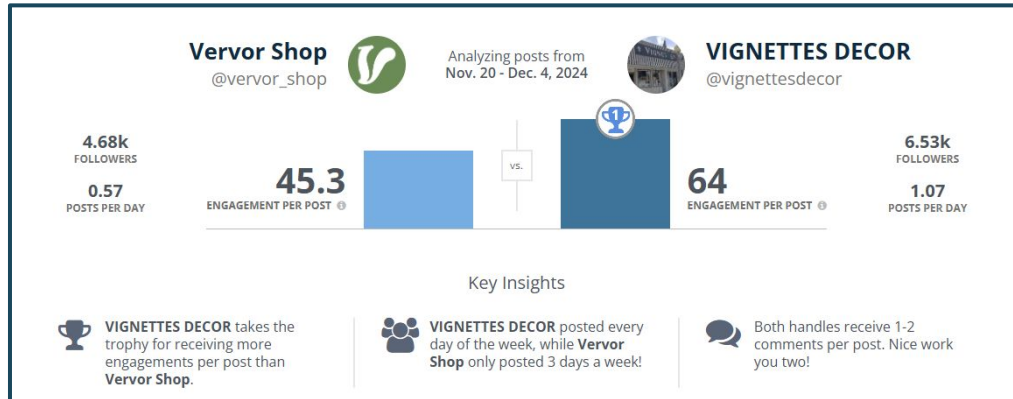 Vervor Shop
@vervor_shop
Analyzing posts from
Nov. 20 - Dec. 4, 2024
VIGNETTES DECOR
@vignettesdecor
4.68k
FOLLOWERS
0.57
POSTS PER DAY
45.3
ENGAGEMENT PER POST
vs.
1
64
ENGAGEMENT PER POST
6.53k
FOLLOWERS
1.07
POSTS PER DAY
Key Insights
VIGNETTES DECOR takes the
trophy for receiving more
engagements per post than
Vervor Shop.
VIGNETTES DECOR posted every
day of the week, while Vervor
Shop only posted 3 days a week!
Both handles receive 1-2
comments per post. Nice work
you two!